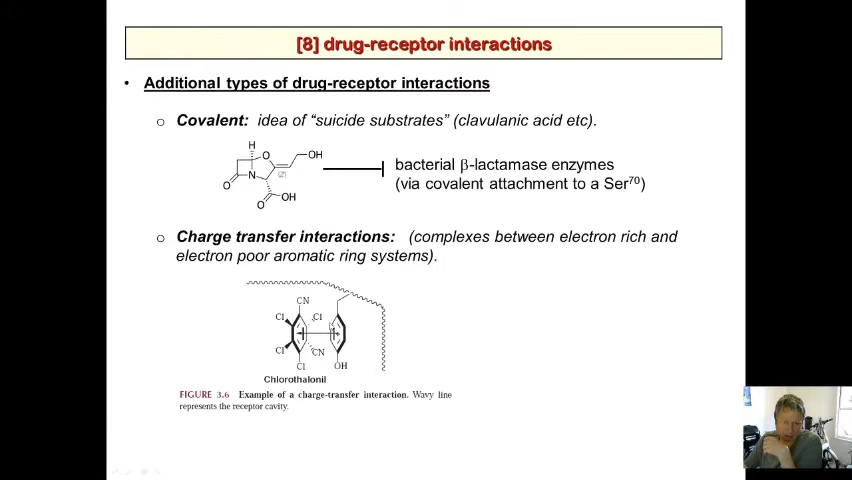 [8] drug-receptor interactions
• Additional types of drug-receptor interactions
o Covalent: idea of “suicide substrates” (clavulanic acid etc).
H
O
OH
N
(Z)
O
OH
O
bacterial β-lactamase enzymes
(via covalent attachment to a Ser70)
o Charge transfer interactions: (complexes between electron rich and
electron poor aromatic ring systems).
CN
Cl
Cl
Cl
CN
Cl
OH
Chlorothalonil
FIGURE 3.6 Example of a charge-transfer interaction. Wavy line
represents the receptor cavity.